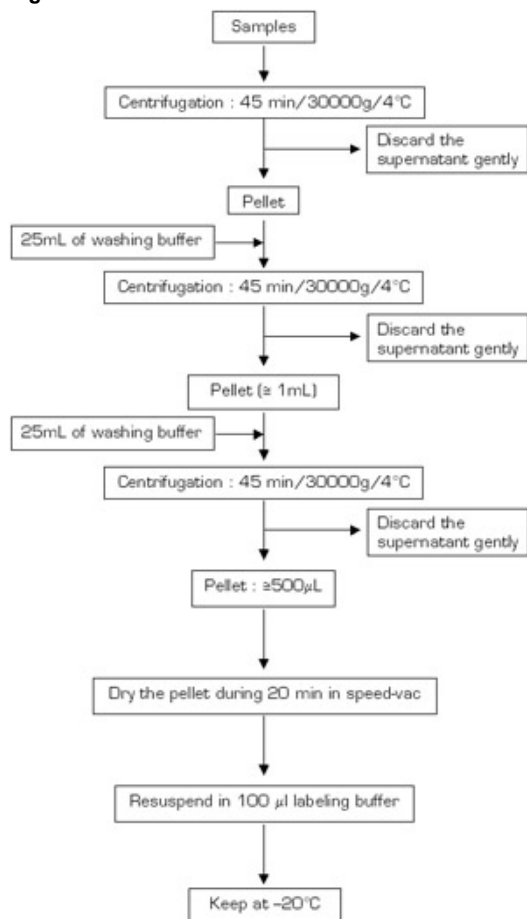 Samples
Centrifugation : 45 min/30000g/4°C
Discard the
supernatant gently
Pellet
25mL of washing buffer
Centrifugation : 45 min/30000g/4°C
Discard the
supernatant gently
Pellet (≅ 1mL)
25mL of washing buffer
Centrifugation : 45 min/30000g/4°C
Discard the
supernatant gently
Pellet : ≅500µL
Dry the pellet during 20 min in speed-vac
Resuspend in 100 µl labeling buffer
Keep at –20°C